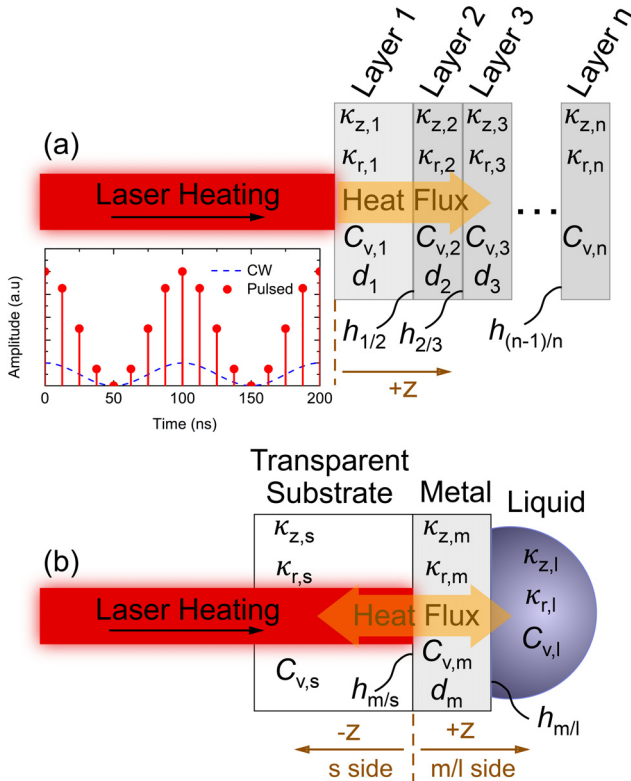 Layer 1
Layer 2
Layer 3
Layer n
(a)
κz,1 κz,2 κz,3 κz,n
κr,1 κr,2 κr,3 κr,n
Laser Heating
Heat Flux
...
Cv,1 Cv,2 Cv,3 Cv,n
d1 d2 d3
h1/2 h2/3 h(n-1)/n
+z
Amplitude (a.u)
CW
Pulsed
0 50 100 150 200
Time (ns)
Transparent
Substrate
Metal
Liquid
(b)
κz,s κz,m κz,l
κr,s κr,m κr,l
Laser Heating
Heat Flux
Cv,s Cv,m Cv,l
dm
hm/s hm/l
-z +z
s side m/l side